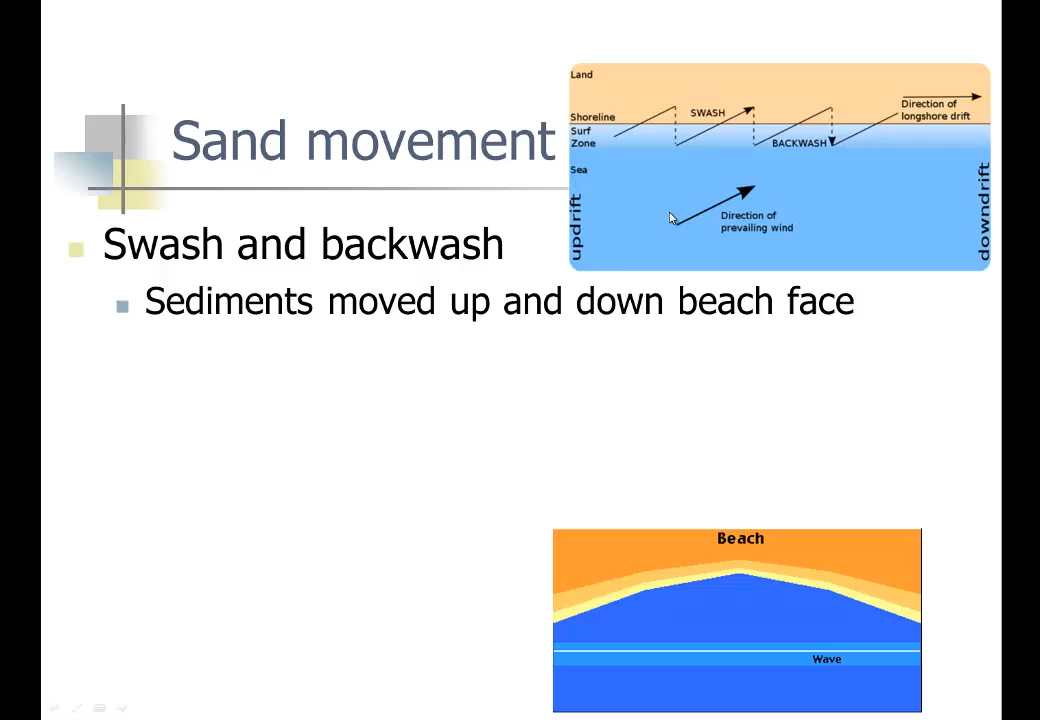 Sand movement
Land
Shoreline
Surf
Zone
Sea
SWASH
BACKWASH
Direction of
longshore drift
Direction of
prevailing wind
updrift
downdrift
Swash and backwash
Sediments moved up and down beach face
Beach
Wave